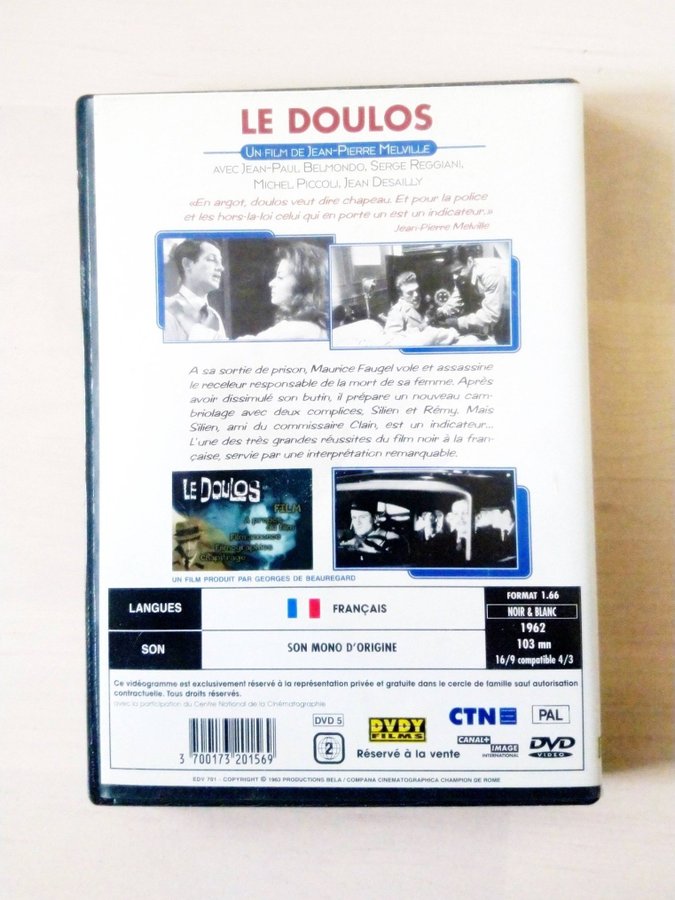 LE DOULOS
UN FILM DE JEAN-PIERRE MELVILLE
AVEC JEAN-PAUL BELMONDO, SERGE REGGIANI,
MICHEL PICCOLI, JEAN DESAILLY
«En argot, doulos veut dire chapeau. Et pour la police
et les hors-la-loi celui qui en porte un est un indicateur.»
Jean-Pierre Melville
A sa sortie de prison, Maurice Faugel vole et assassine
le receleur responsable de la mort de sa femme. Après
avoir dissimulé son butin, il prépare un nouveau cam-
briolage avec deux complices, Silien et Rémy. Mais
Silien, ami du commissaire Clain, est un indicateur...
L'une des très grandes réussites du film noir à la fran-
çaise, servie par une interprétation remarquable.
LE DOULOS
FILM
A propos
du film
Filmographies
Chapitrage
UN FILM PRODUIT PAR GEORGES DE BEAUREGARD
LANGUES
FRANÇAIS
SON
SON MONO D'ORIGINE
FORMAT 1.66
NOIR & BLANC
1962
103 mn
16/9 compatible 4/3
Ce vidéogramme est exclusivement réservé à la représentation privée et gratuite dans le cercle de famille sauf autorisation
contractuelle. Tous droits réservés.
avec la participation du Centre National de la Cinématographie
3 700173 201569
DVD 5
2
DVDY
FILMS
Réservé à la vente
CTN
CANAL+
IMAGE
INTERNATIONAL
PAL
DVD
VIDEO
EDV 701 - COPYRIGHT © 1963 PRODUCTIONS BELA / COMPANA CINEMATOGRAPHICA CHAMPION DE ROME